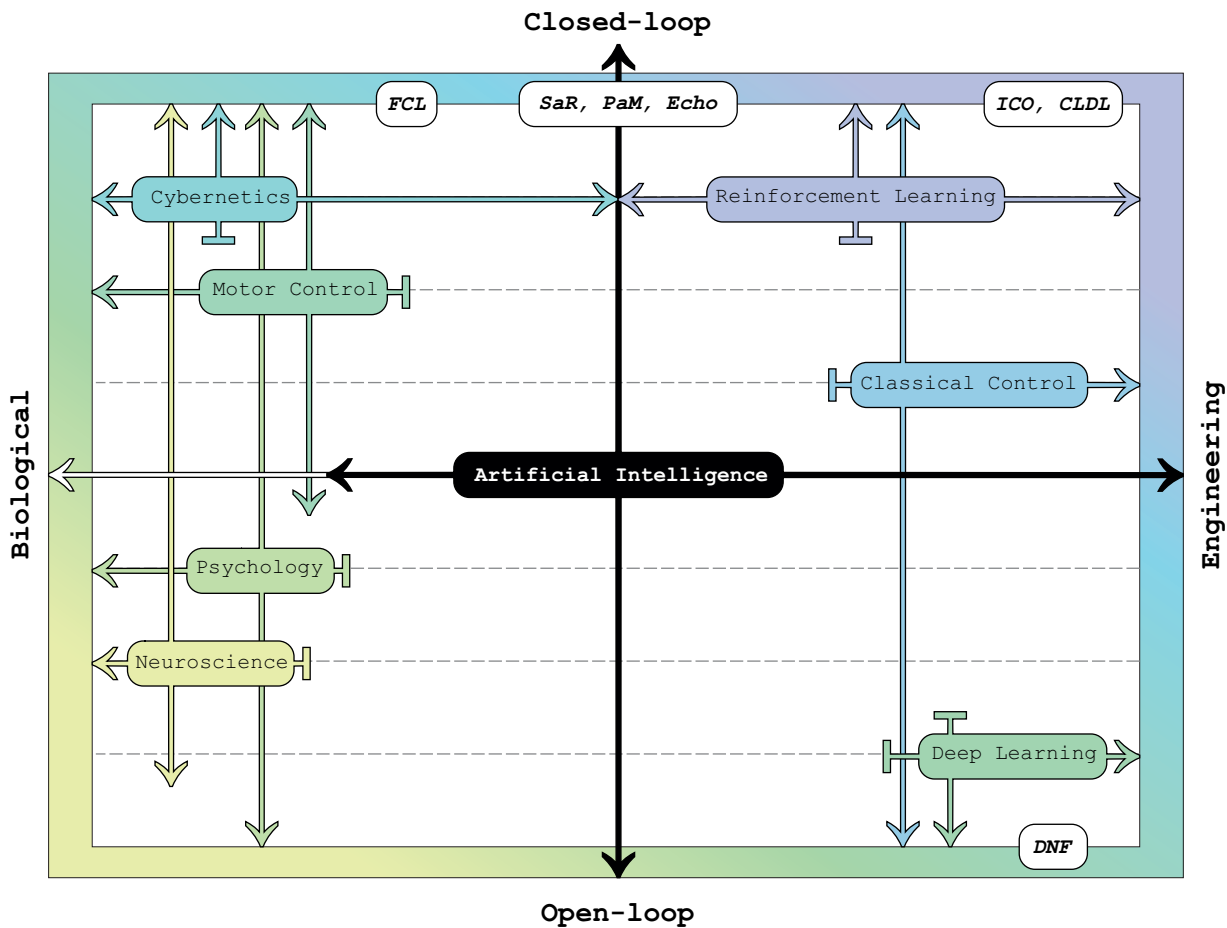 Closed-loop
FCL
SaR, PaM, Echo
ICO, CLDL
Cybernetics
Reinforcement Learning
Motor Control
Classical Control
Biological
Artificial Intelligence
Engineering
Psychology
Neuroscience
Deep Learning
DNF
Open-loop